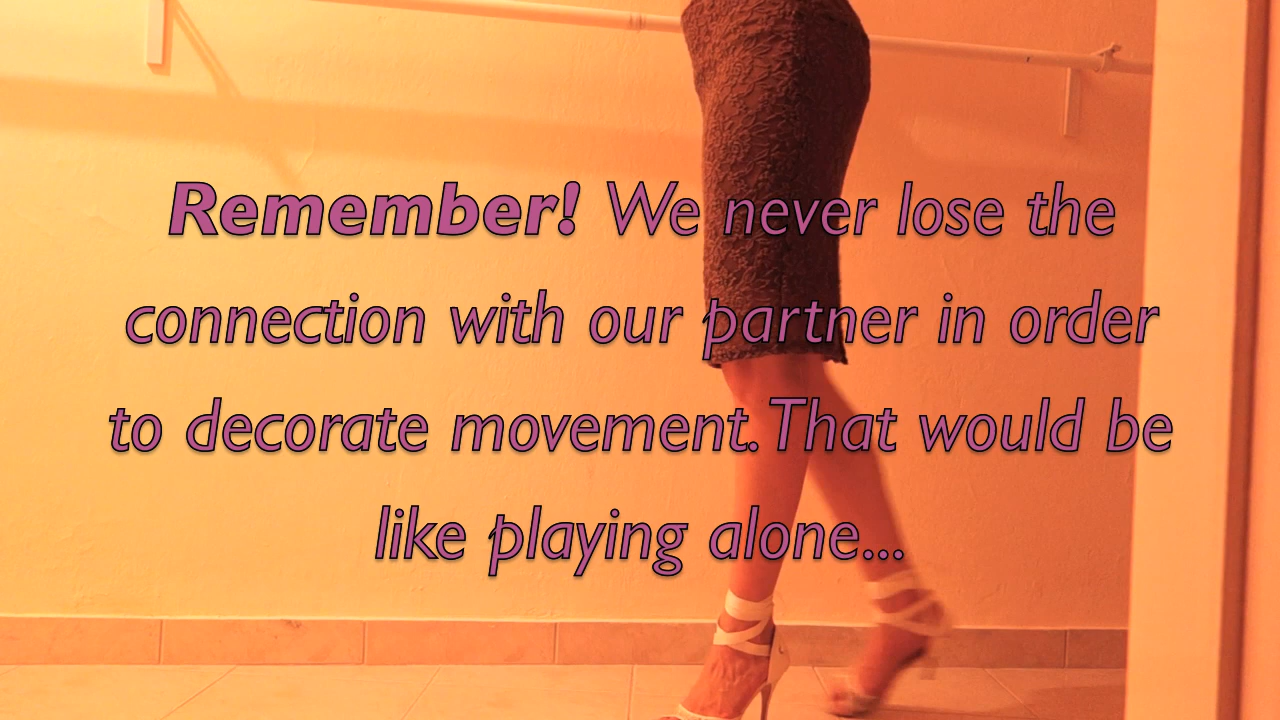 Remember! We never lose the
connection with our partner in order
to decorate movement. That would be
like playing alone...